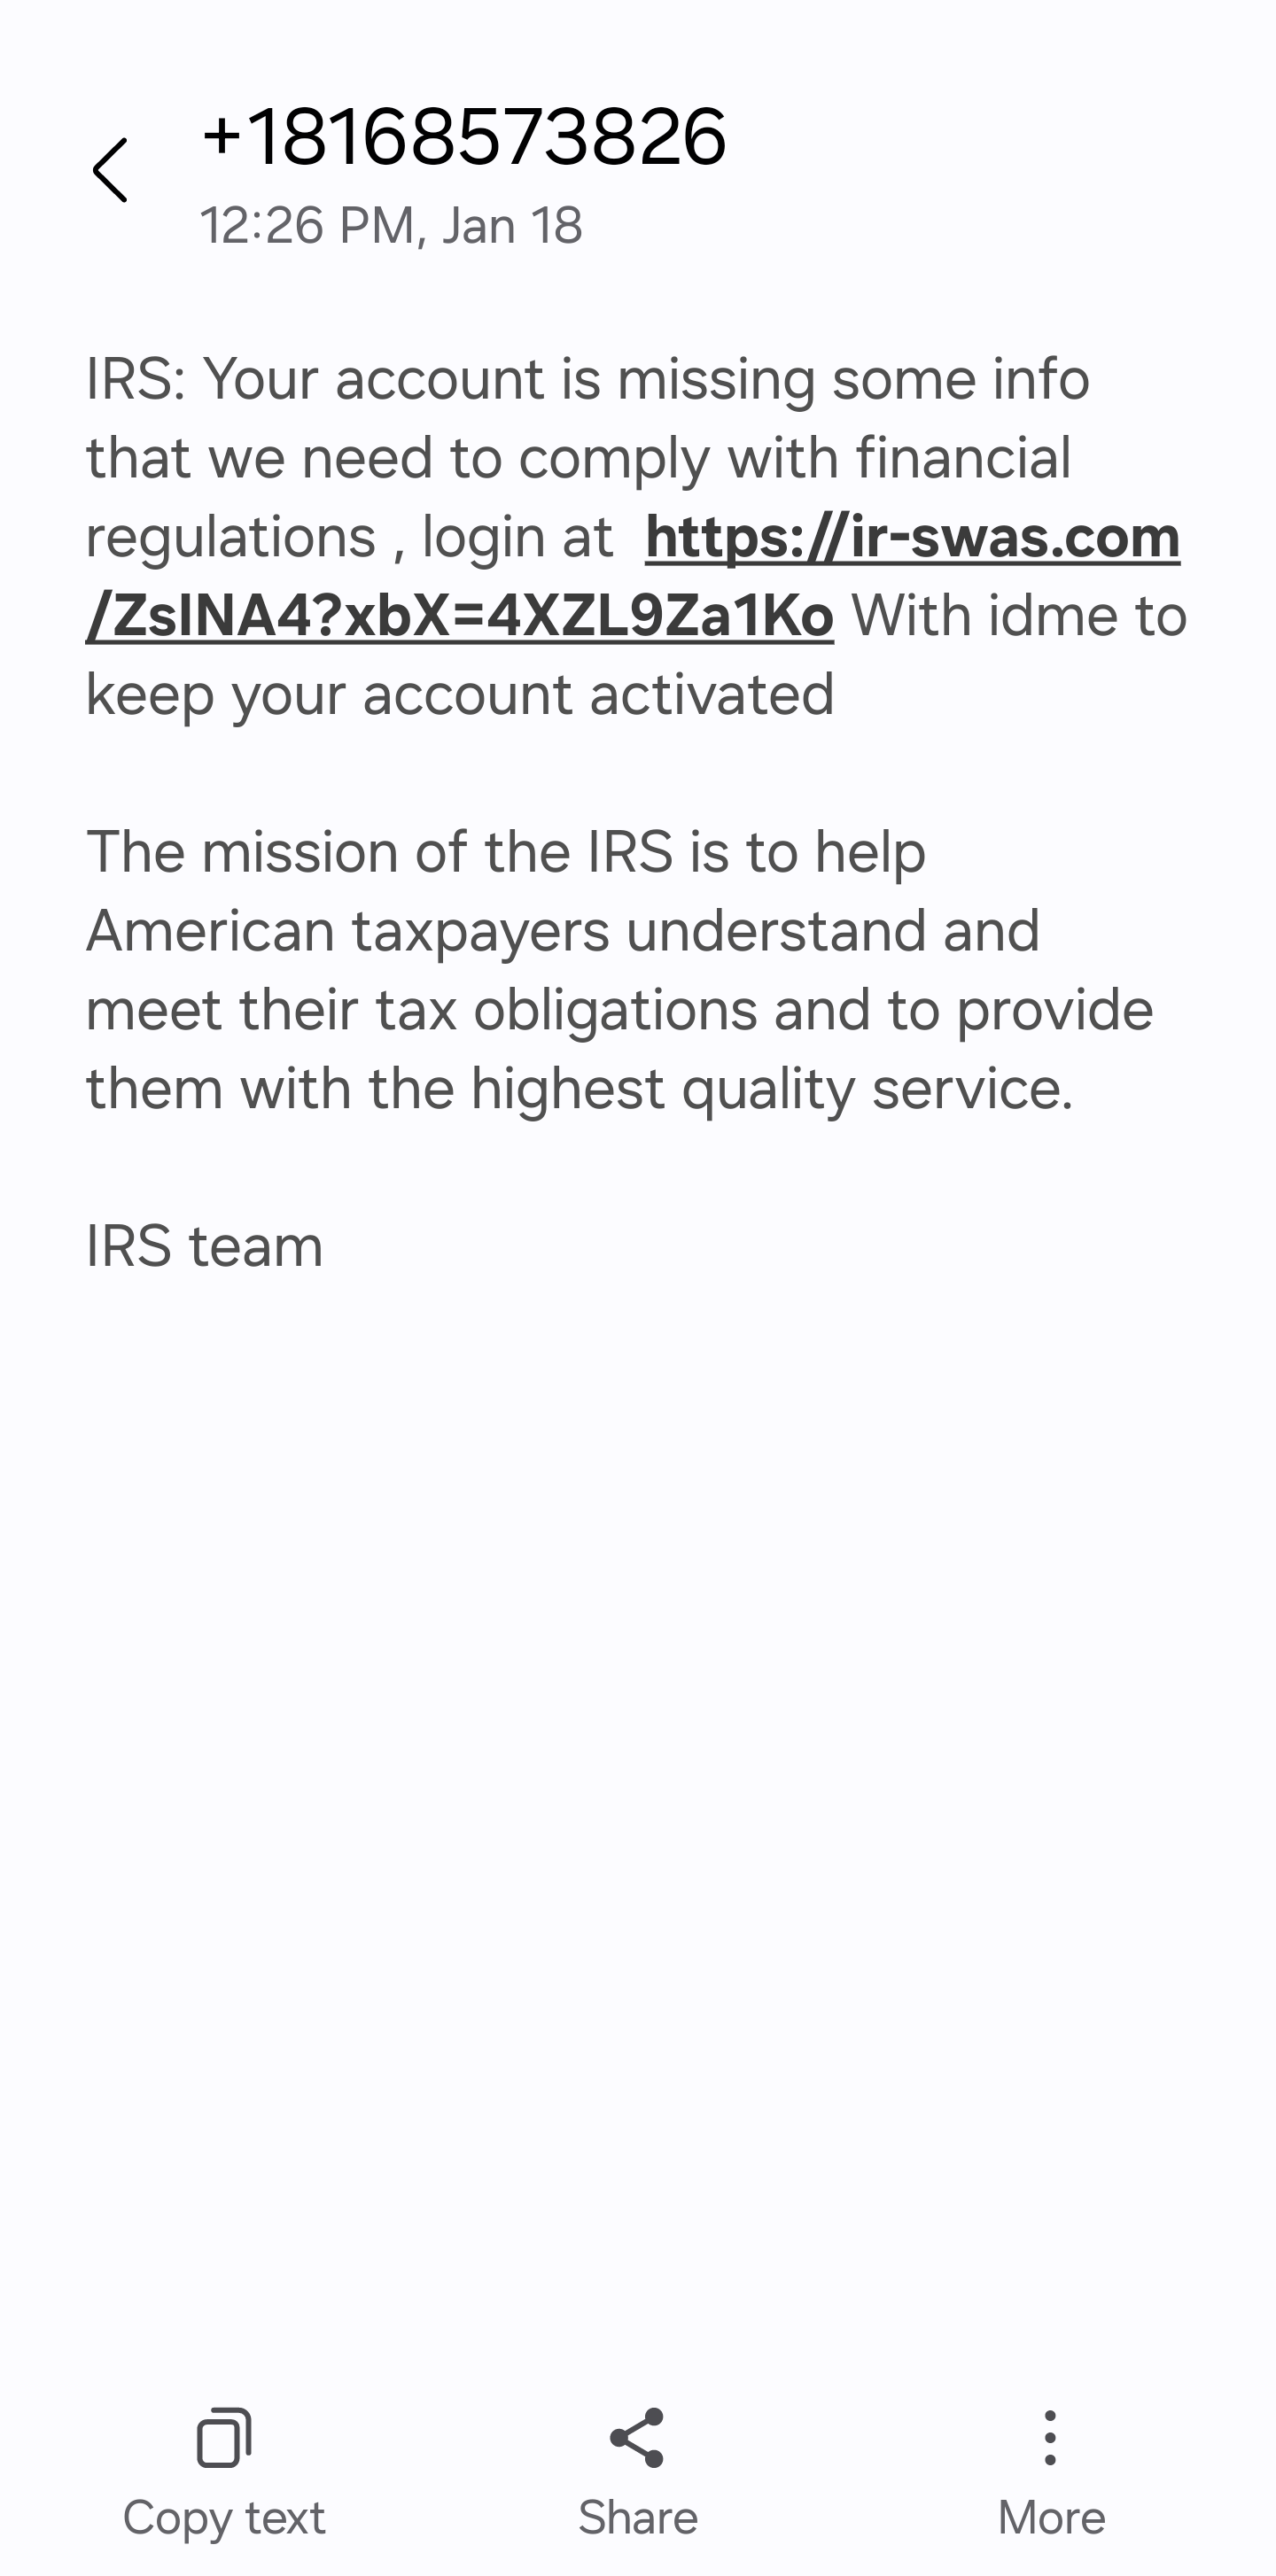 +18168573826
12:26 PM, Jan 18
IRS: Your account is missing some info
that we need to comply with financial
regulations , login at  https://ir-swas.com
/ZsINA4?xbX=4XZL9Za1Ko With idme to
keep your account activated
The mission of the IRS is to help
American taxpayers understand and
meet their tax obligations and to provide
them with the highest quality service.
IRS team
Copy text
Share
More